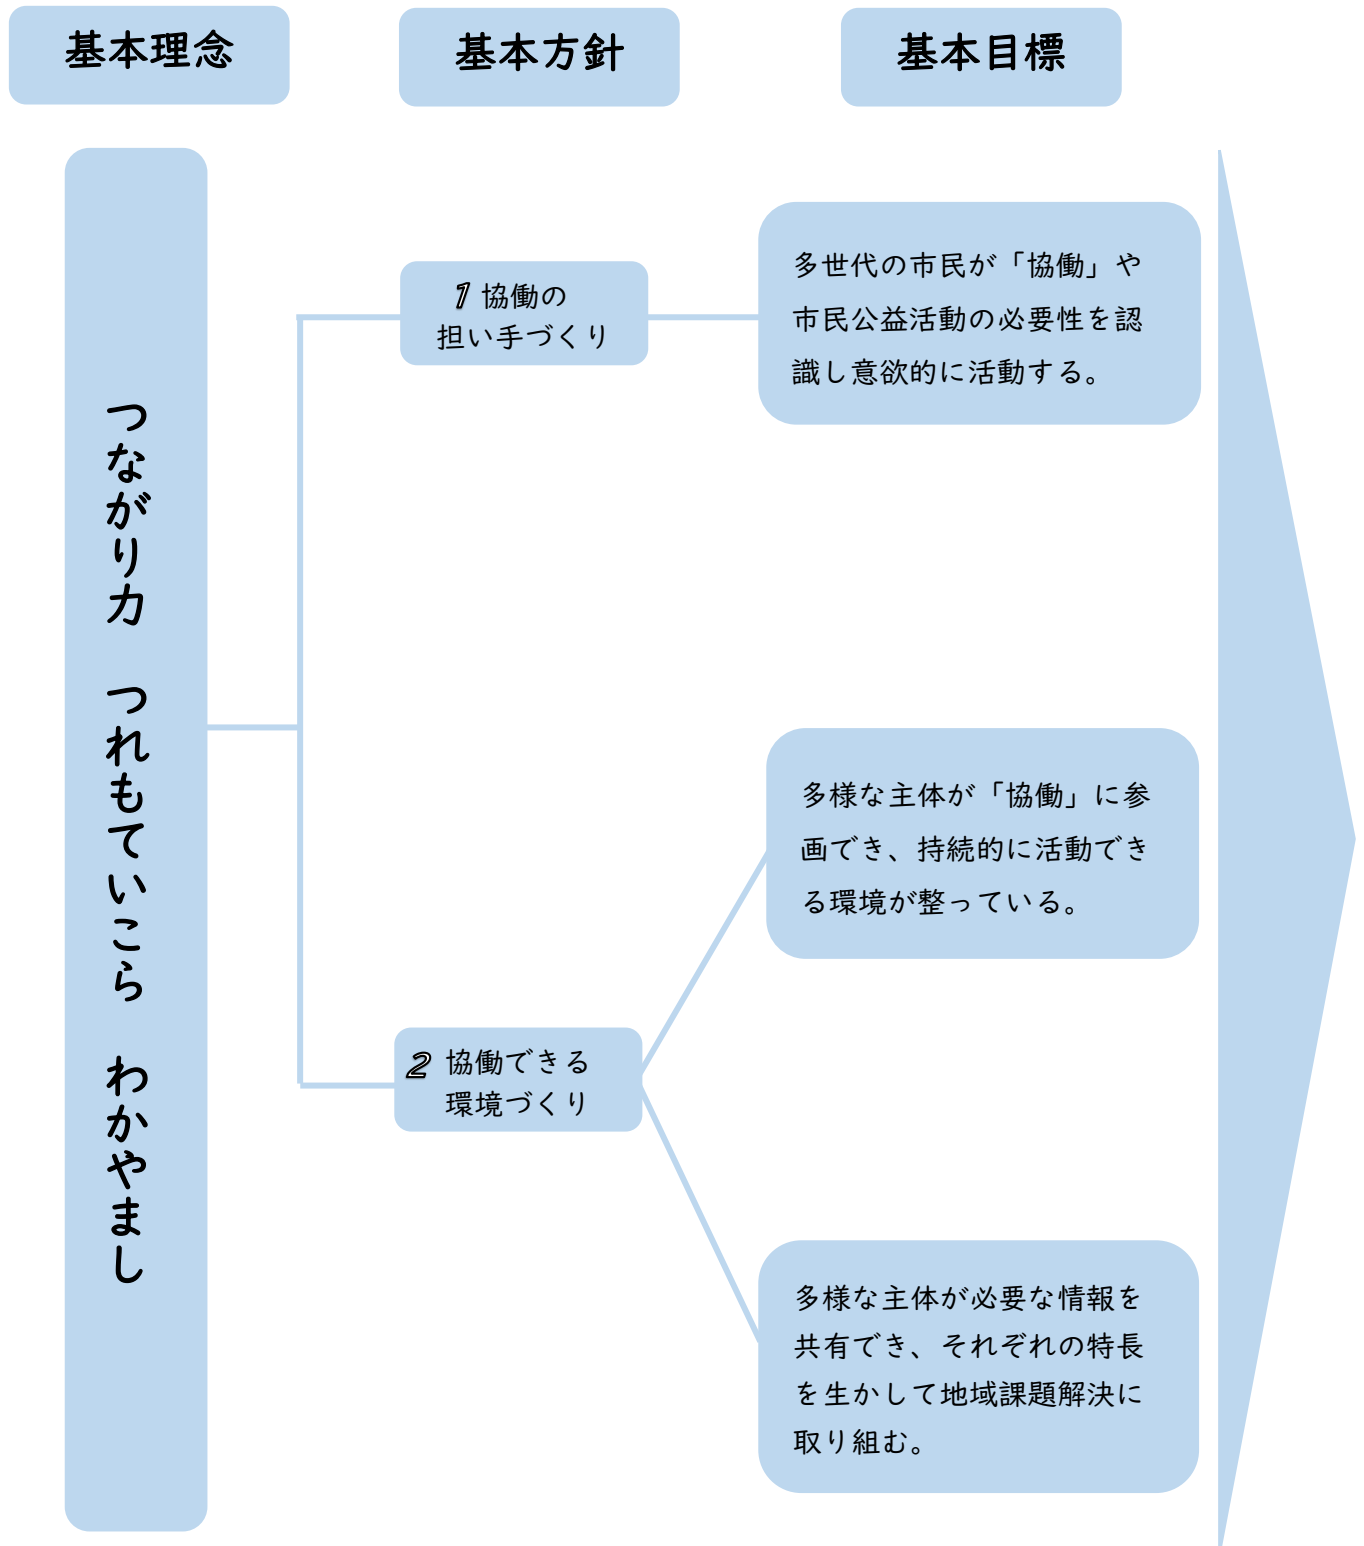 基本理念
基本方針
基本目標
つながり力　つれもていこら　わかやまし
1 協働の
担い手づくり
多世代の市民が「協働」や
市民公益活動の必要性を認
識し意欲的に活動する。
2 協働できる
環境づくり
多様な主体が「協働」に参
画でき、持続的に活動でき
る環境が整っている。
多様な主体が必要な情報を
共有でき、それぞれの特長
を生かして地域課題解決に
取り組む。